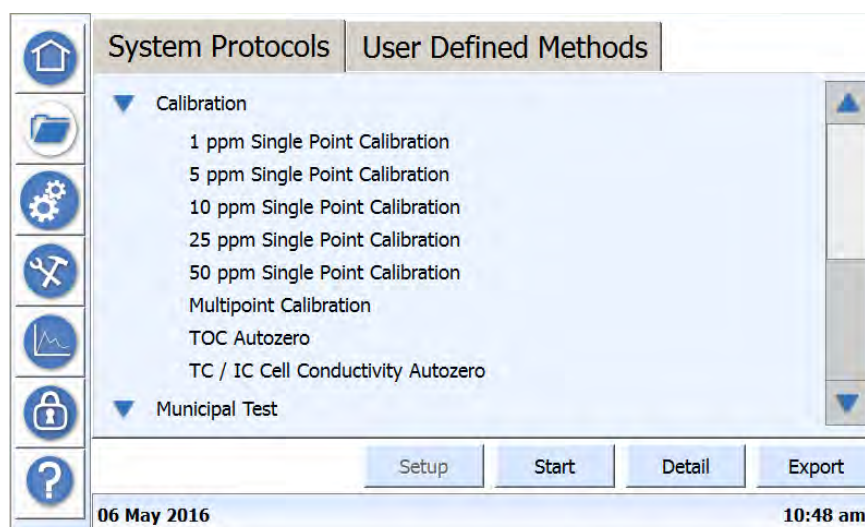 System Protocols User Defined Methods
Calibration
1 ppm Single Point Calibration
5 ppm Single Point Calibration
10 ppm Single Point Calibration
25 ppm Single Point Calibration
50 ppm Single Point Calibration
Multipoint Calibration
TOC Autozero
TC / IC Cell Conductivity Autozero
Municipal Test
Setup Start Detail Export
?
06 May 2016 10:48 am